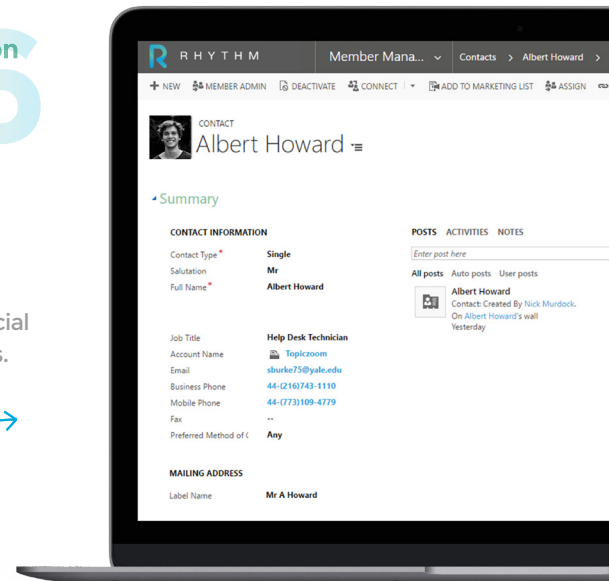 on
6
cial
s.
RHYTHM Member Mana... Contacts > Albert Howard >
NEW MEMBER ADMIN DEACTIVATE CONNECT ADD TO MARKETING LIST ASSIGN
CONTACT
Albert Howard
Summary
CONTACT INFORMATION
Contact Type* Single
Salutation Mr
Full Name* Albert Howard
Job Title Help Desk Technician
Account Name Topiczoom
Email sburke75@yale.edu
Business Phone 44-(216)743-1110
Mobile Phone 44-(773)109-4779
Fax --
Preferred Method of C Any
MAILING ADDRESS
Label Name Mr A Howard
POSTS ACTIVITIES NOTES
Enter post here
All posts Auto posts User posts
Albert Howard
Contact: Created By Nick Murdock.
On Albert Howard's wall
Yesterday